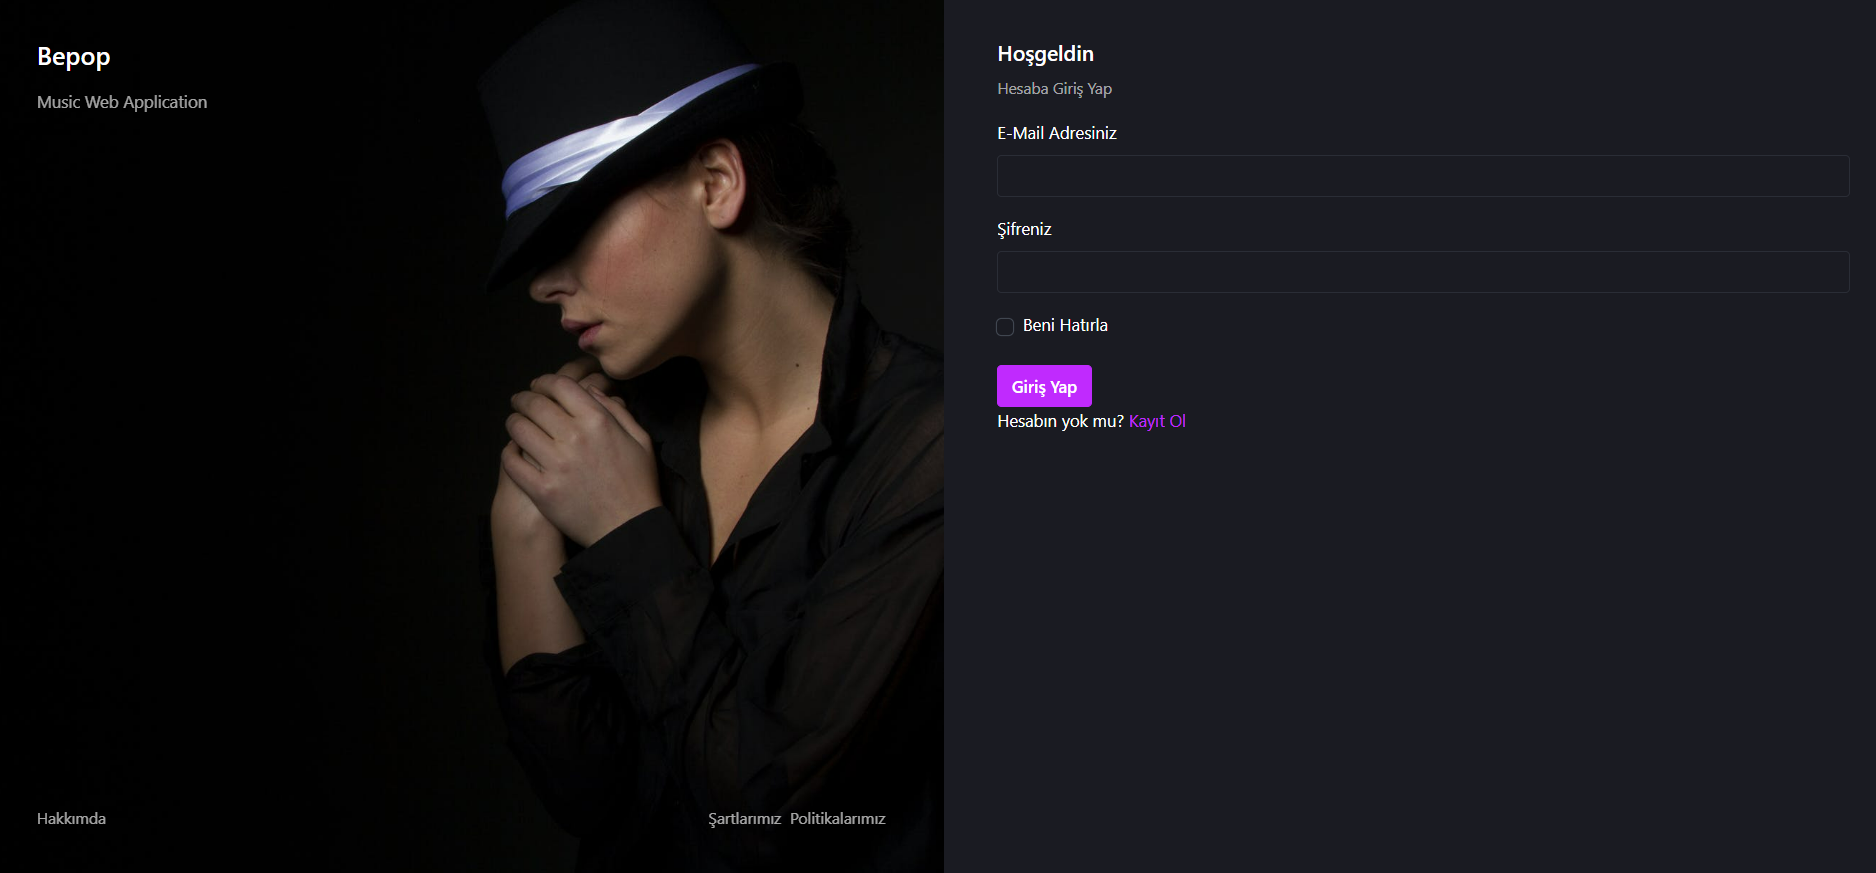 Bepop
Music Web Application
Hakkımda
Şartlarımız Politikalarımız
Hoşgeldin
Hesaba Giriş Yap
E-Mail Adresiniz
Şifreniz
Beni Hatırla
Giriş Yap
Hesabın yok mu? Kayıt Ol